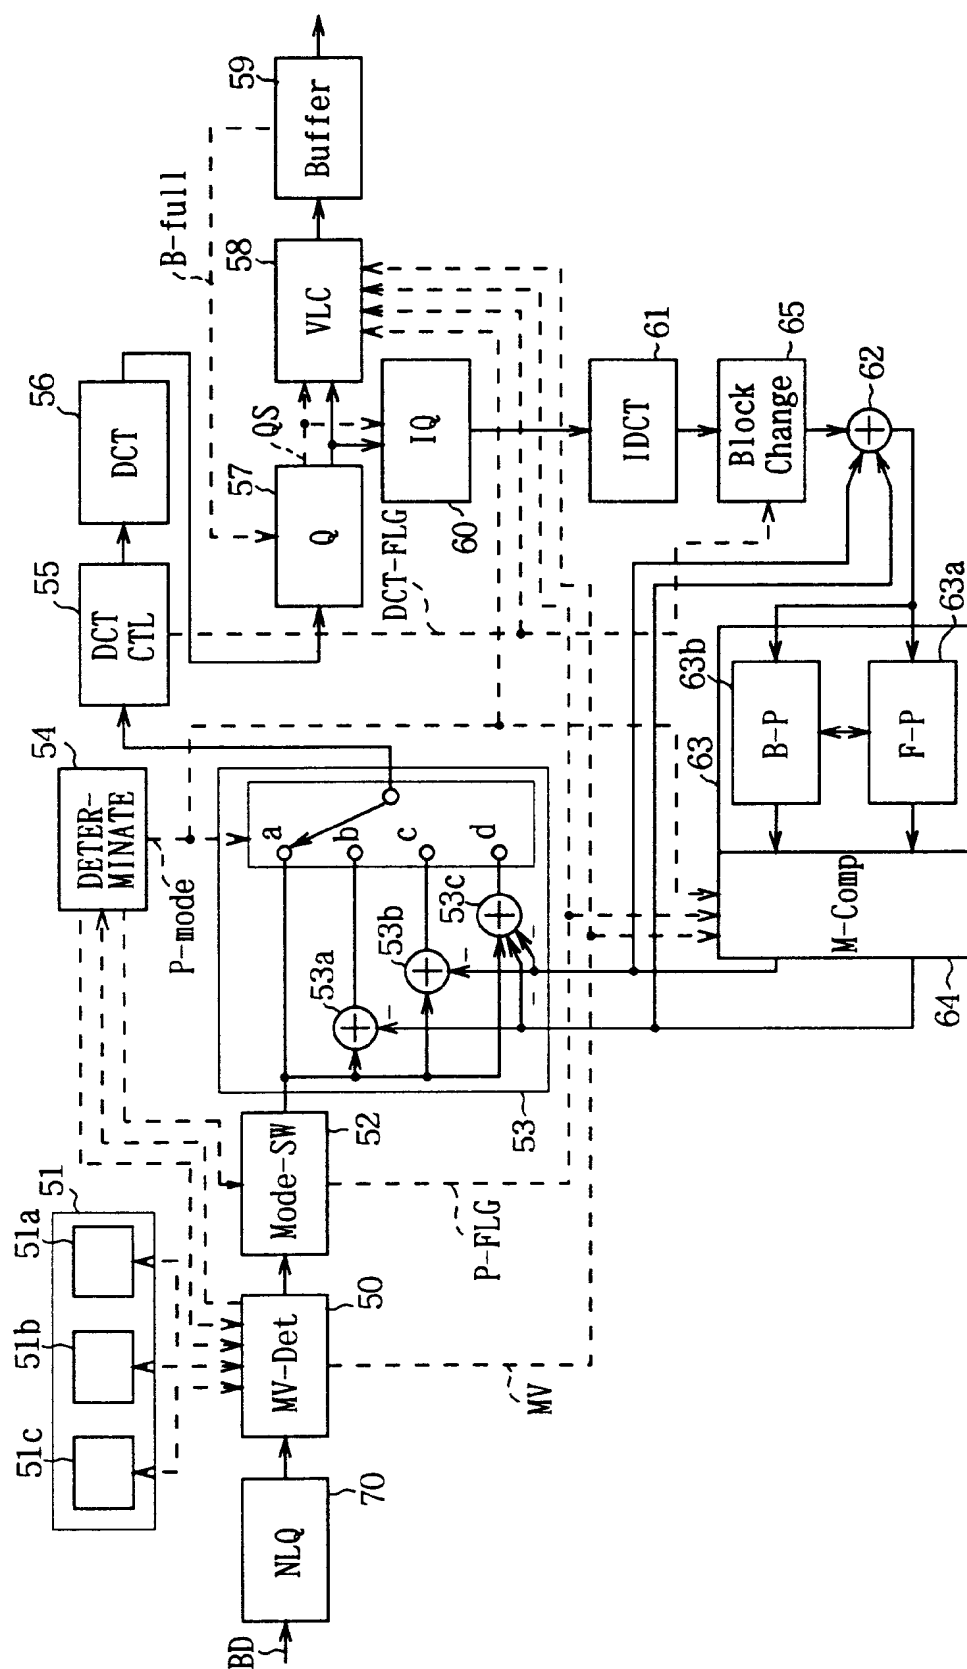 BD
NLQ
70
MV-Det
50
MV
51
51a
51b
51c
Mode-SW
52
P-FLG
53
53a
53b
53c
a
b
c
d
-
-
-
-
DETER-
MINATE
54
P-mode
DCT
CTL
55
DCT-FLG
DCT
56
Q
57
QS
B-full
VLC
58
Buffer
59
IQ
60
IDCT
61
Block
Change
65
62
63
63b
B-P
63a
F-P
M-Comp
64